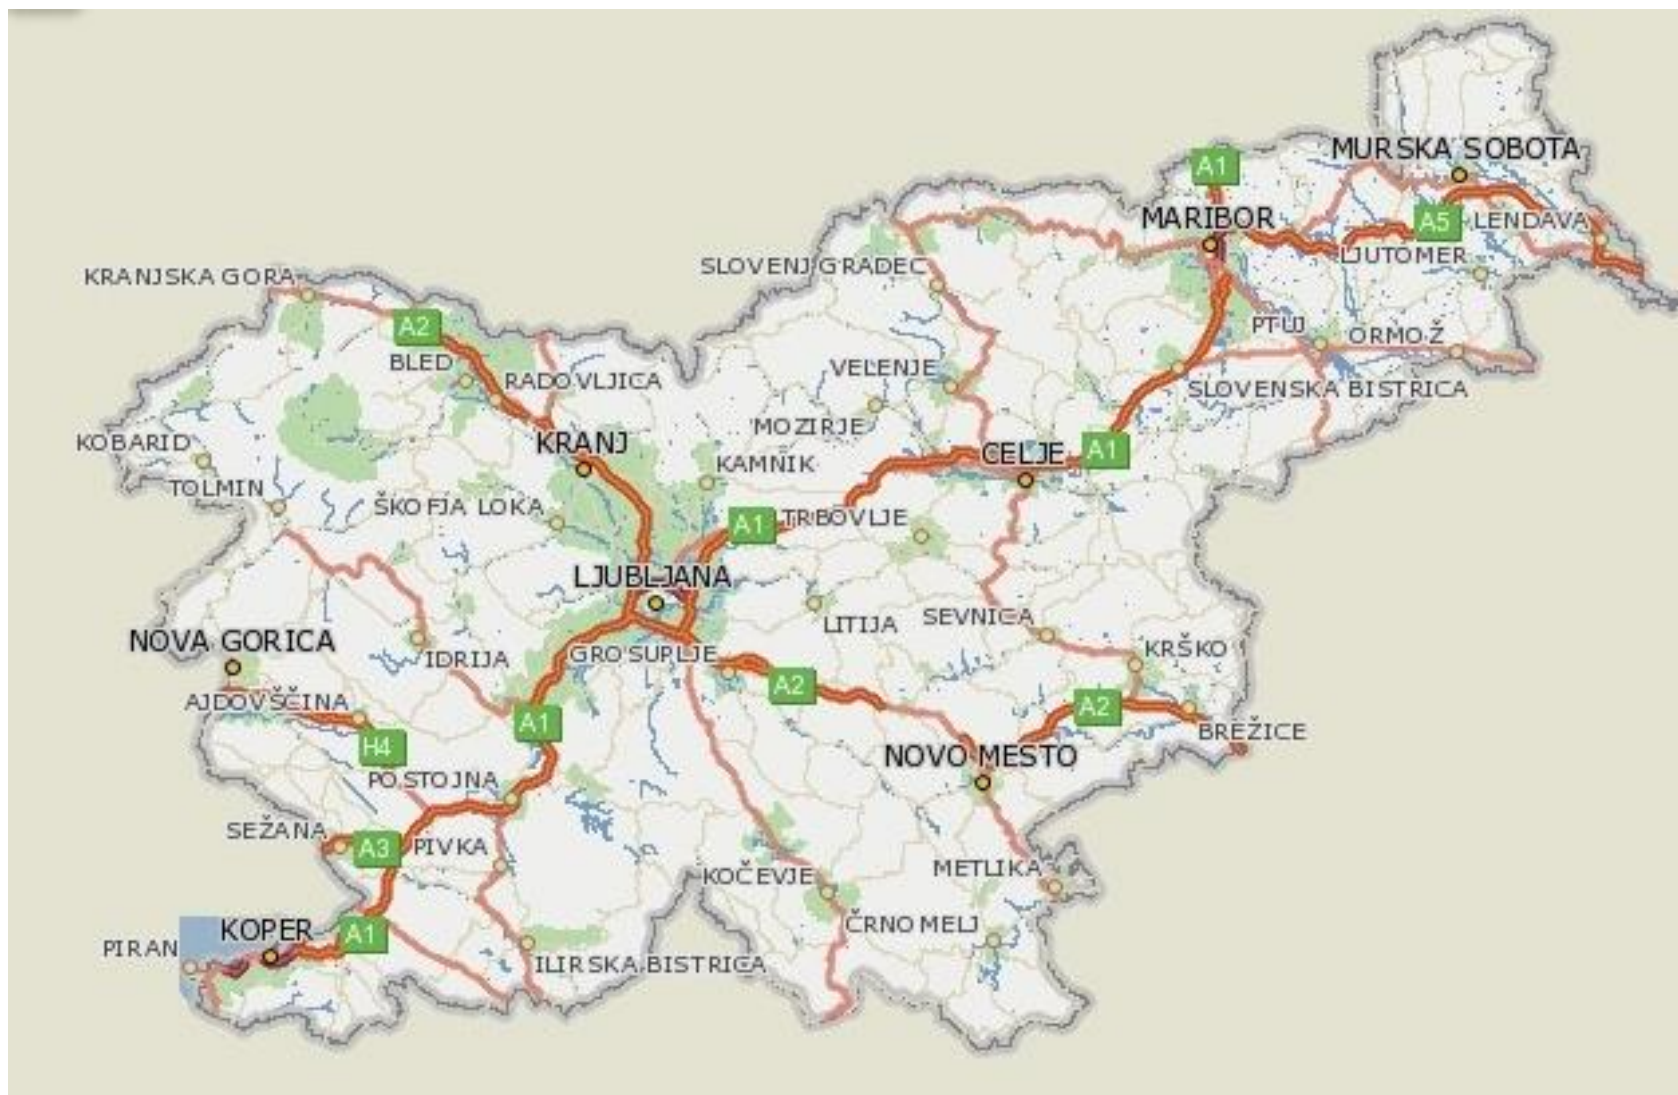 MURSKA SOBOTA
A1
MARIBOR
A5
LENDAVA
LJUTOMER
SLOVENJ GRADEC
KRANJSKA GORA
A2
PTUJ
ORMOŽ
BLED
RADOVLJICA
VELENJE
SLOVENSKA BISTRICA
MOZIRJE
KOBARID
KRANJ
CELJE
A1
KAMNIK
TOLMIN
ŠKOFJA LOKA
A1
TRBOVLJE
LJUBLJANA
LITIJA
SEVNICA
NOVA GORICA
IDRIJA
GROSUPLJE
KRŠKO
A2
AJDOVŠČINA
A1
A2
BREŽICE
H4
NOVO MESTO
POSTOJNA
SEŽANA
A3
PIVKA
METLIKA
KOČEVJE
ČRNOMELJ
KOPER
A1
PIRAN
ILIRSKA BISTRICA